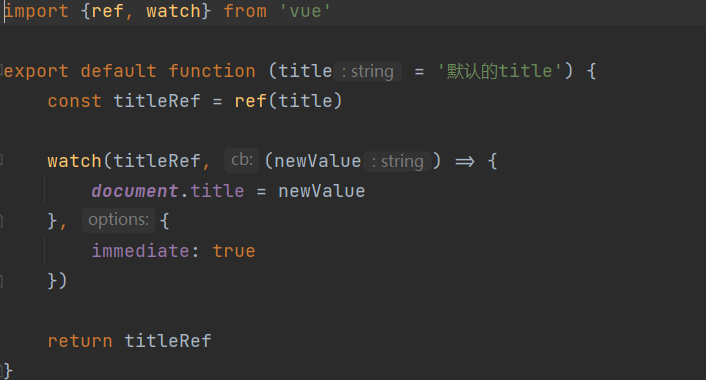 import {ref, watch} from 'vue'
export default function (title : string = '默认的title') {
const titleRef = ref(title)
watch(titleRef, cb: (newValue : string ) => {
document.title = newValue
}, options: {
immediate: true
})
return titleRef
}